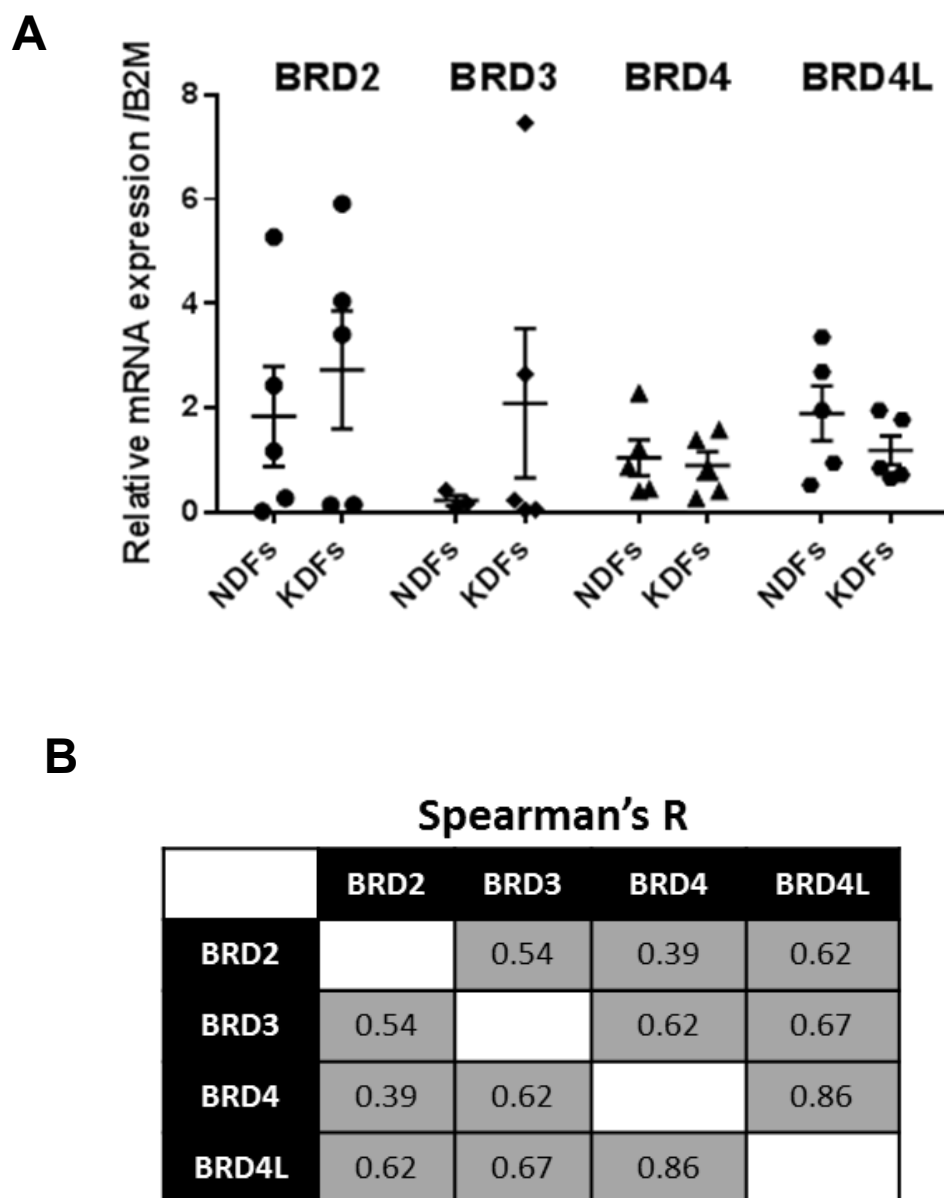 A
BRD2 BRD3 BRD4 BRD4L
Relative mRNA expression /B2M
8
6
4
2
0
NDFs KDFs NDFs KDFs NDFs KDFs NDFs KDFs
B
Spearman’s R
BRD2 BRD3 BRD4 BRD4L
BRD2 0.54 0.39 0.62
BRD3 0.54 0.62 0.67
BRD4 0.39 0.62 0.86
BRD4L 0.62 0.67 0.86